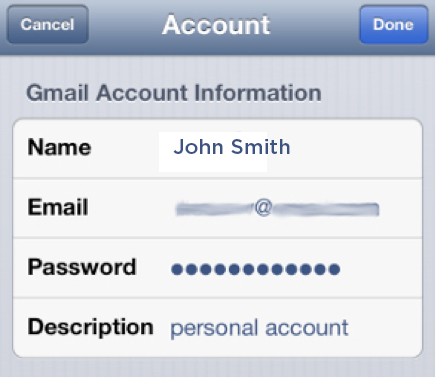 Cancel Account Done
Gmail Account Information
Name John Smith
Email @
Password ●●●●●●●●●●●●
Description personal account